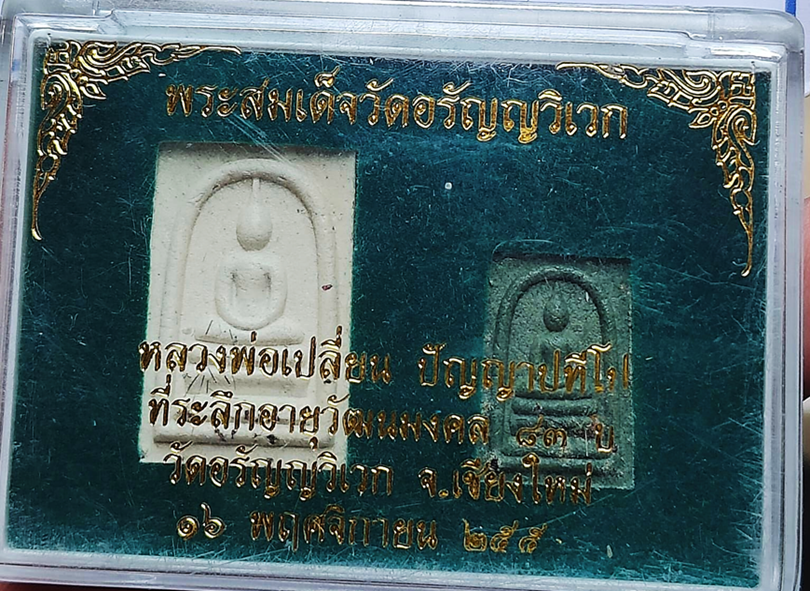 พระสมเด็จวัดอรัญญวิเวก
หลวงพ่อเปลี่ยน ปัญญาปทีโป
ที่ระลึกอายุวัฒนมงคล ๘๓ ปี
วัดอรัญญวิเวก จ.เชียงใหม่
๑๖ พฤศจิกายน ๒๕๕